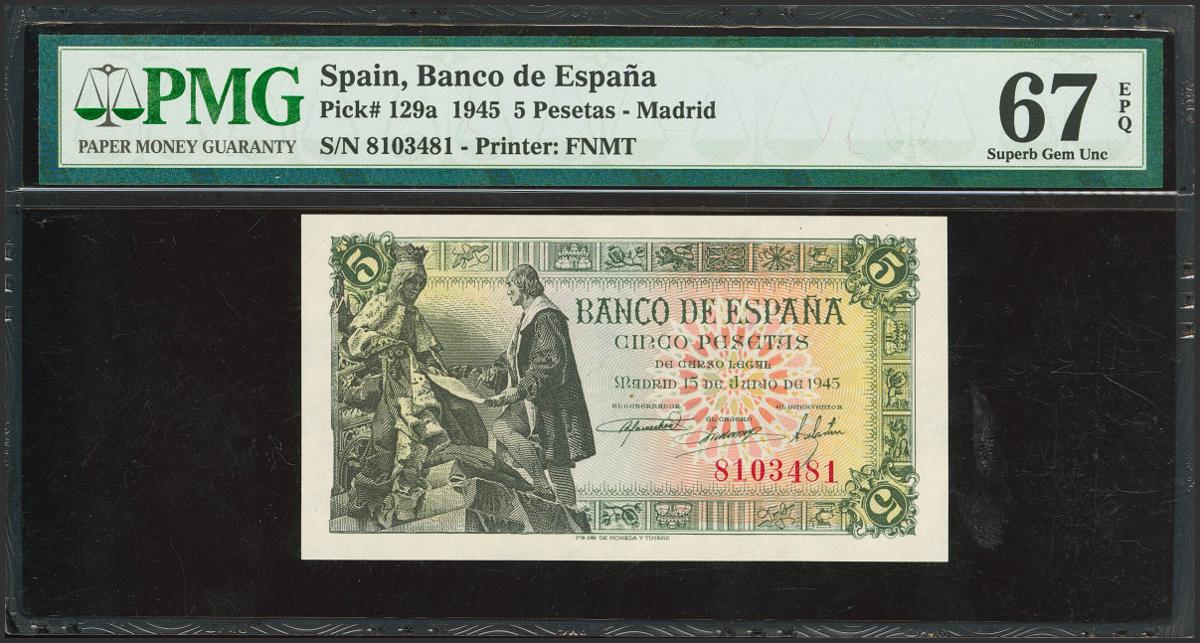 PMG
PAPER MONEY GUARANTY
Spain, Banco de España
Pick# 129a 1945 5 Pesetas - Madrid
S/N 8103481 - Printer: FNMT
67
EPQ
Superb Gem Unc
5
5
BANCO DE ESPAÑA
CINCO PESETAS
DE CURSO LEGAL
MADRID 15 DE JUNIO DE 1945
EL GOBERNADOR EL CAJERO EL INTERVENTOR
8103481
5
DE MONEDA Y TIMBRE